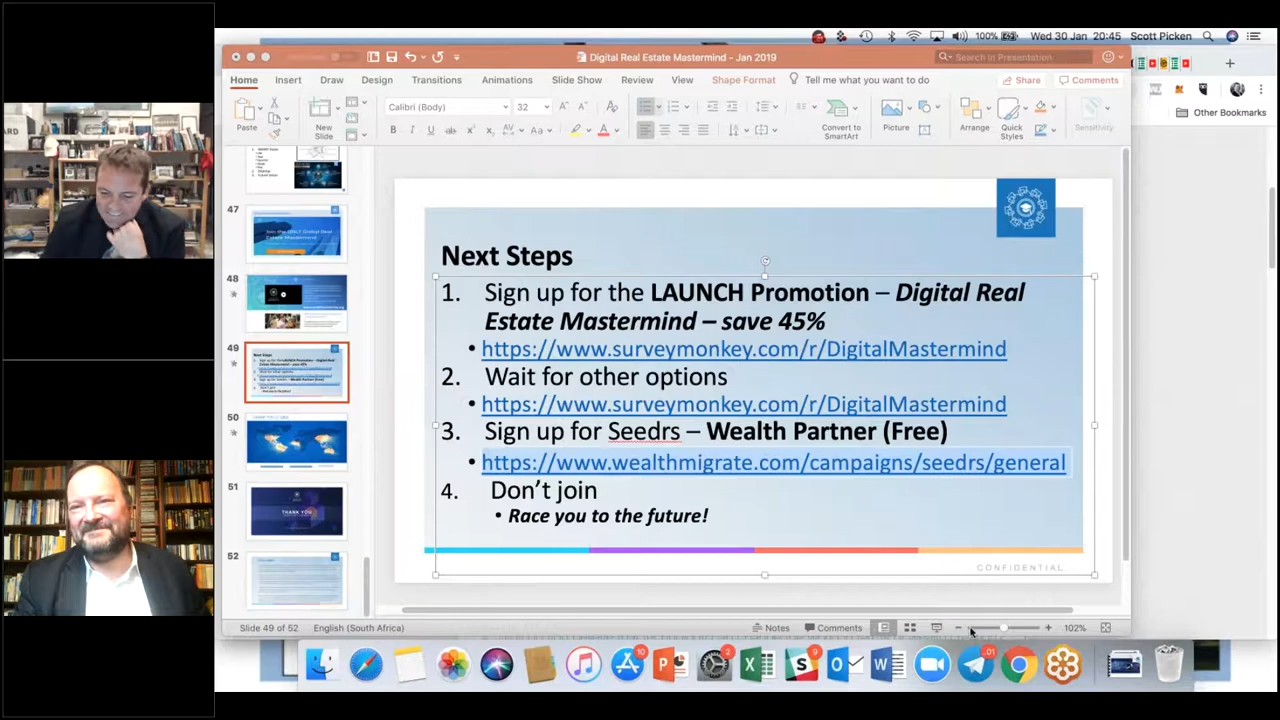 100%
Wed 30 Jan 20:45
Scott Picken
Digital Real Estate Mastermind - Jan 2019
Search in Presentation
Home
Insert
Draw
Design
Transitions
Animations
Slide Show
Review
View
Shape Format
Tell me what you want to do
Share
Comments
Other Bookmarks
Paste
New
Slide
Calibri (Body)
32
Convert to
SmartArt
Picture
Arrange
Quick
Styles
Sensitivity
47
48
49
50
51
THANK YOU
52
Next Steps
1. Sign up for the LAUNCH Promotion – Digital Real
Estate Mastermind – save 45%
• https://www.surveymonkey.com/r/DigitalMastermind
2. Wait for other options
• https://www.surveymonkey.com/r/DigitalMastermind
3. Sign up for Seedrs – Wealth Partner (Free)
• https://www.wealthmigrate.com/campaigns/seedrs/general
4. Don’t join
• Race you to the future!
CONFIDENTIAL
Slide 49 of 52
English (South Africa)
Notes
Comments
102%
10
2
9